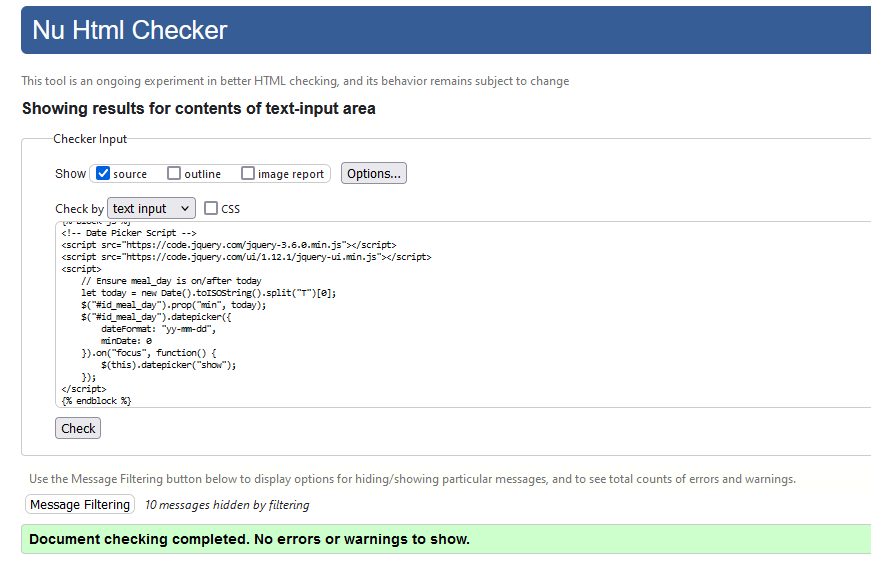 Nu Html Checker
This tool is an ongoing experiment in better HTML checking, and its behavior remains subject to change
Showing results for contents of text-input area
Checker Input
Show source outline image report Options...
Check by text input CSS
{% block js %}
<!-- Date Picker Script -->
<script src="https://code.jquery.com/jquery-3.6.0.min.js"></script>
<script src="https://code.jquery.com/ui/1.12.1/jquery-ui.min.js"></script>
<script>
    // Ensure meal_day is on/after today
    let today = new Date().toISOString().split("T")[0];
    $("#id_meal_day").prop("min", today);
    $("#id_meal_day").datepicker({
        dateFormat: "yy-mm-dd",
        minDate: 0
    }).on("focus", function() {
        $(this).datepicker("show");
    });
</script>
{% endblock %}
Check
Use the Message Filtering button below to display options for hiding/showing particular messages, and to see total counts of errors and warnings.
Message Filtering 10 messages hidden by filtering
Document checking completed. No errors or warnings to show.